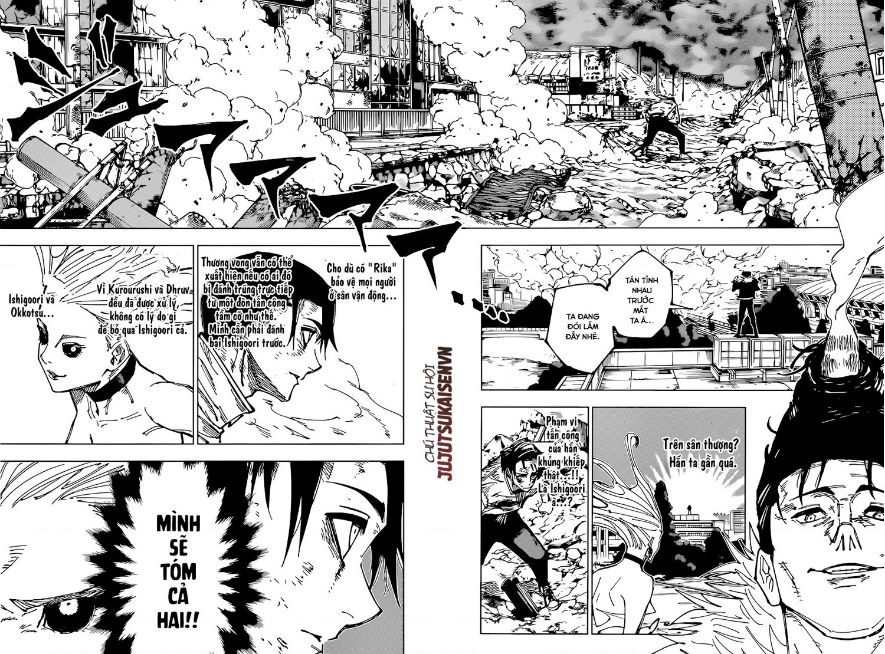 TÁN TỈNH
NHAU
TRƯỚC
MẶT
TA À...
TA ĐANG
ĐÓI LẮM
ĐẤY NHÉ.
Trên sân thượng?
Hắn ta gần quá.
Phạm vi
tấn công
của hắn
khủng khiếp
thật...!!
Là Ishigoori
à...?
Cho dù có "Rika"
bảo vệ mọi người
ở sân vận động...
Thương vong vẫn có thể
xuất hiện nếu có ai đó
bị đánh trúng trực tiếp
từ một đòn tấn công
tầm cỡ như thế.
Mình cần phải đánh
bại Ishigoori trước.
Vì Kurourushi và Dhruv
đều đã được xử lý,
không có lý do gì
để bỏ qua Ishigoori cả.
Ishigoori và
Okkotsu...
MÌNH
SẼ
TÓM
CẢ
HAI!!
CHÚ THUẬT SƯ HỘI
JUJUTSUKAISENVN